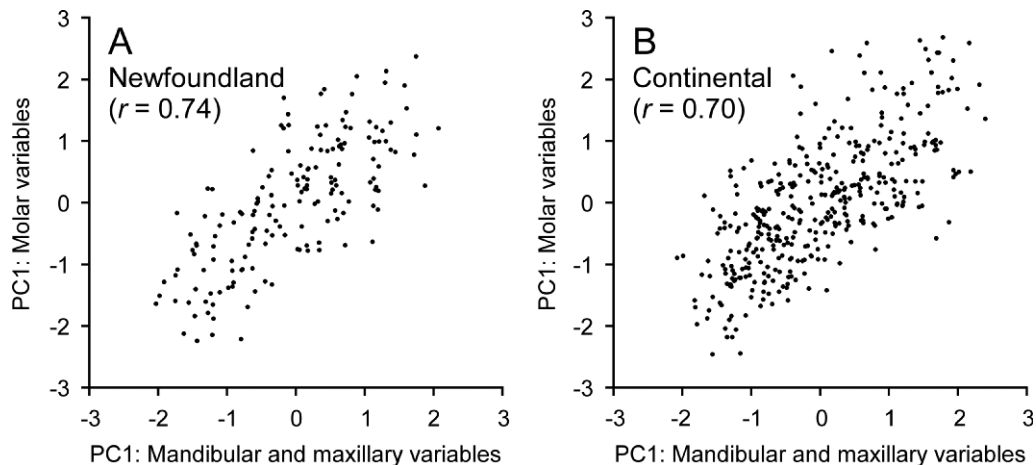 A
Newfoundland
(r = 0.74)
PC1: Molar variables
3
2
1
0
-1
-2
-3
-3 -2 -1 0 1 2 3
PC1: Mandibular and maxillary variables
B
Continental
(r = 0.70)
PC1: Molar variables
3
2
1
0
-1
-2
-3
-3 -2 -1 0 1 2 3
PC1: Mandibular and maxillary variables